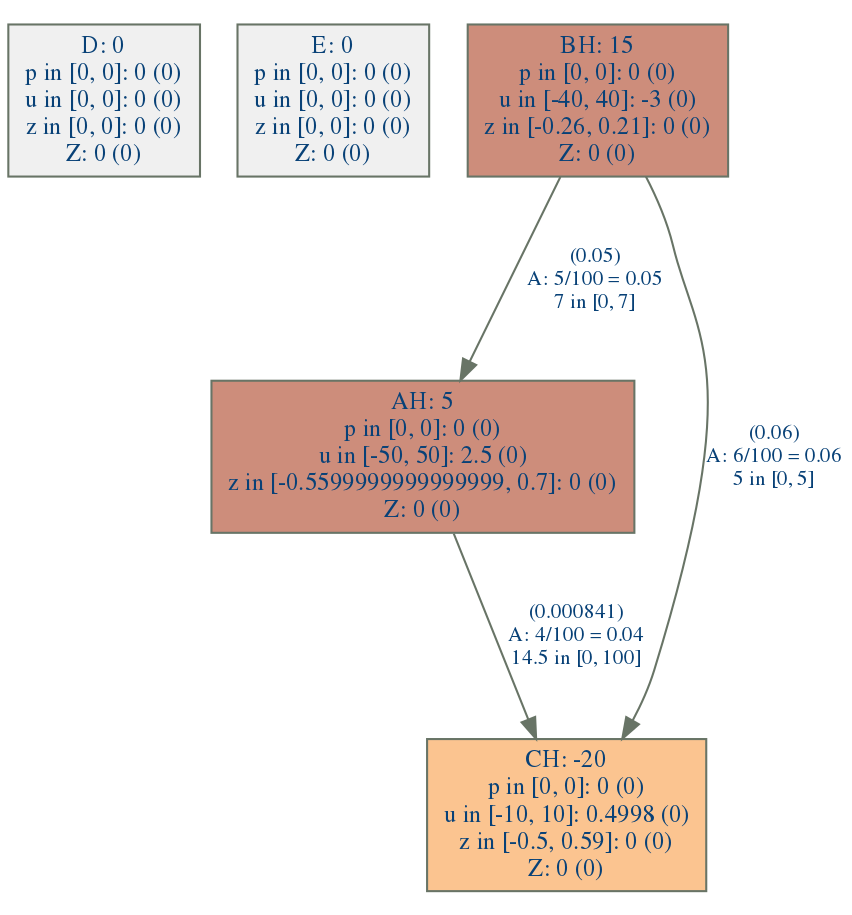 D: 0
p in [0, 0]: 0 (0)
u in [0, 0]: 0 (0)
z in [0, 0]: 0 (0)
Z: 0 (0)
E: 0
p in [0, 0]: 0 (0)
u in [0, 0]: 0 (0)
z in [0, 0]: 0 (0)
Z: 0 (0)
BH: 15
p in [0, 0]: 0 (0)
u in [-40, 40]: -3 (0)
z in [-0.26, 0.21]: 0 (0)
Z: 0 (0)
(0.05)
A: 5/100 = 0.05
7 in [0, 7]
AH: 5
p in [0, 0]: 0 (0)
u in [-50, 50]: 2.5 (0)
z in [-0.5599999999999999, 0.7]: 0 (0)
Z: 0 (0)
(0.06)
A: 6/100 = 0.06
5 in [0, 5]
(0.000841)
A: 4/100 = 0.04
14.5 in [0, 100]
CH: -20
p in [0, 0]: 0 (0)
u in [-10, 10]: 0.4998 (0)
z in [-0.5, 0.59]: 0 (0)
Z: 0 (0)